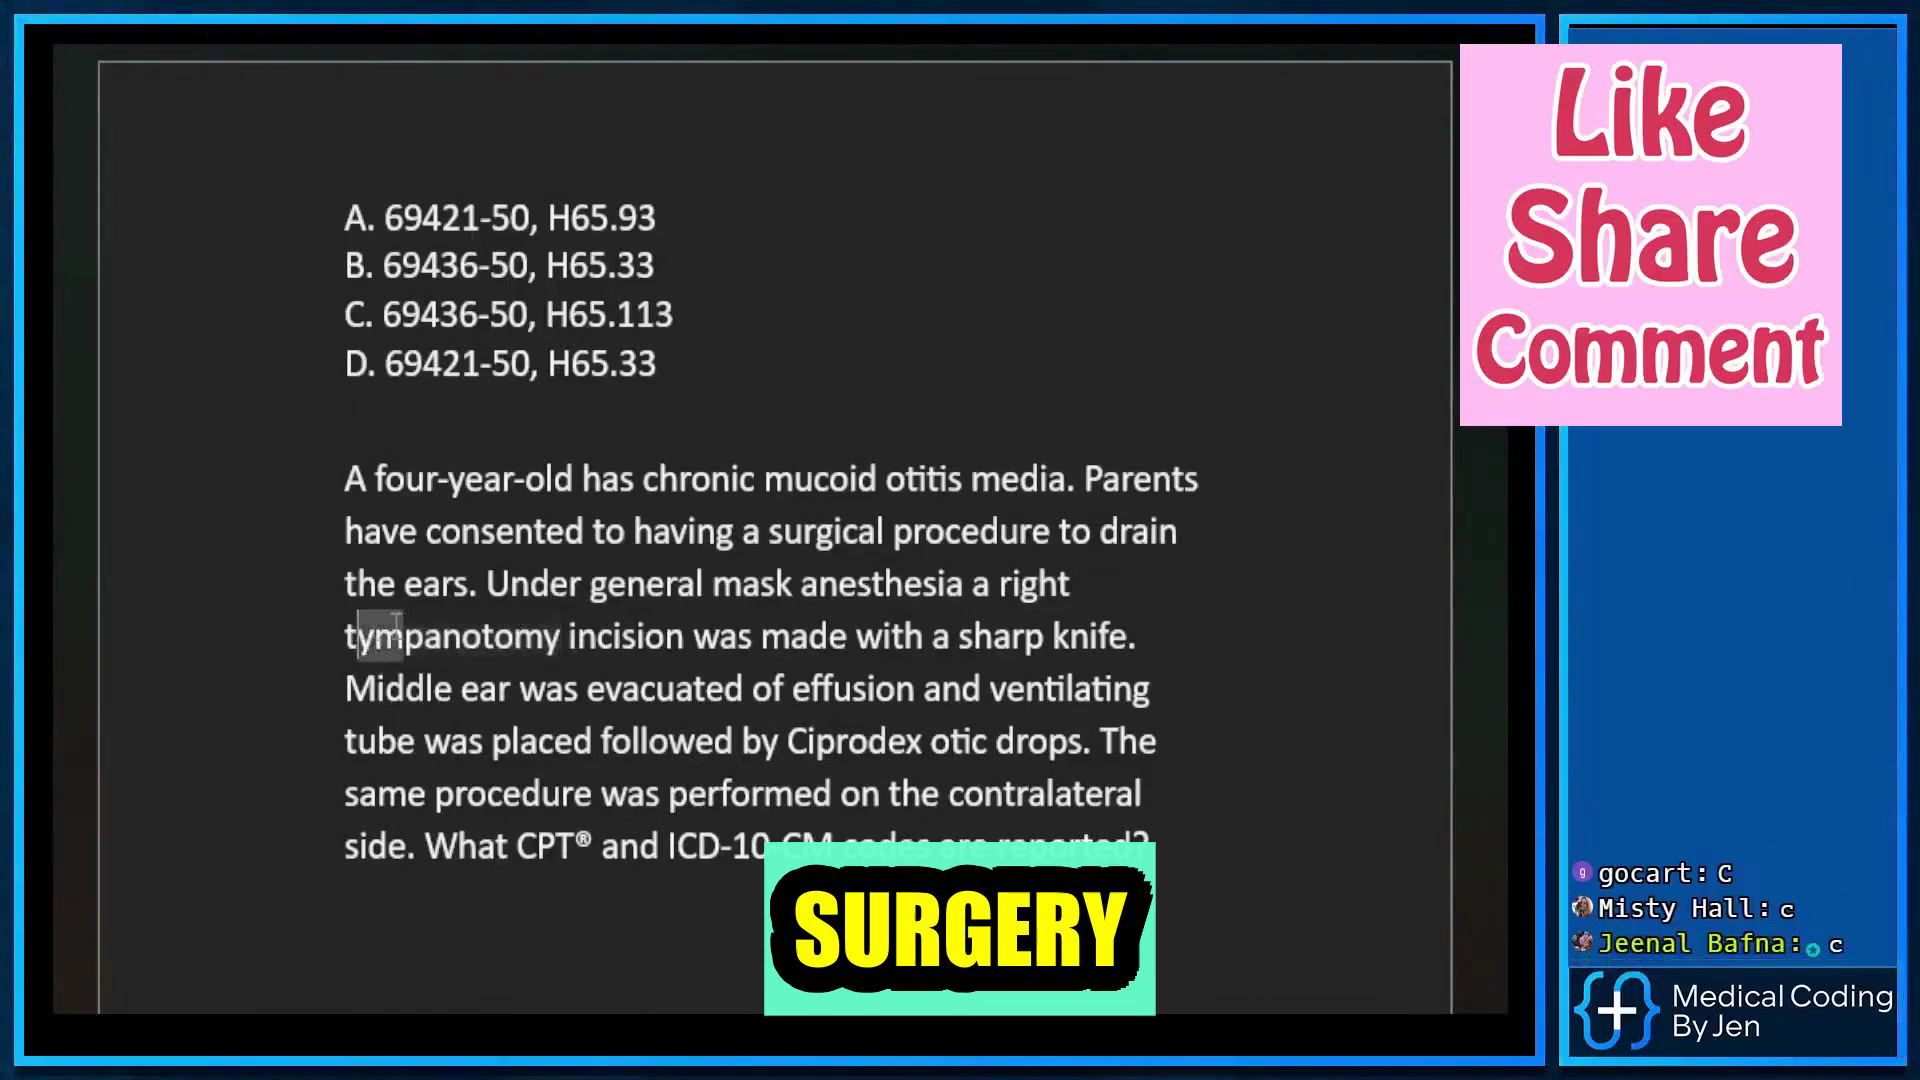 A. 69421-50, H65.93
B. 69436-50, H65.33
C. 69436-50, H65.113
D. 69421-50, H65.33
A four-year-old has chronic mucoid otitis media. Parents
have consented to having a surgical procedure to drain
the ears. Under general mask anesthesia a right
tympanotomy incision was made with a sharp knife.
Middle ear was evacuated of effusion and ventilating
tube was placed followed by Ciprodex otic drops. The
same procedure was performed on the contralateral
side. What CPT® and ICD-10-CM codes are reported?
SURGERY
Like
Share
Comment
gocart: C
Misty Hall: c
Jeenal Bafna: c
Medical Coding
By Jen